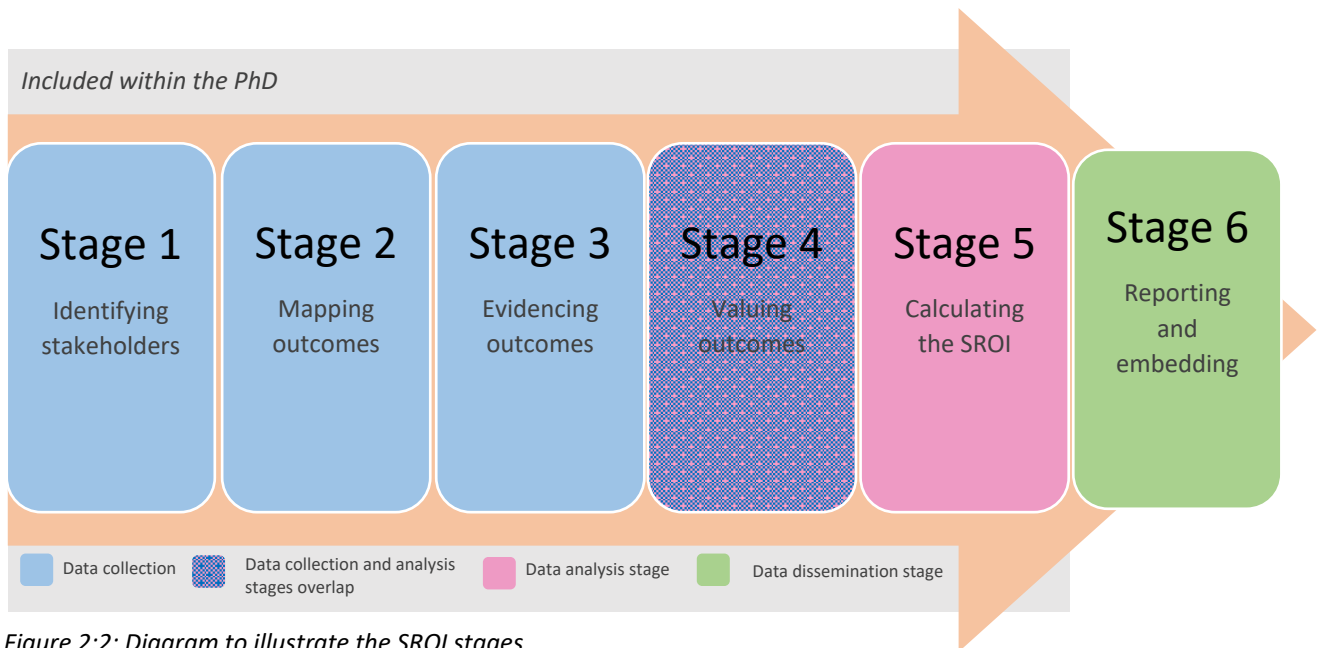 Included within the PhD
Stage 1
Identifying
stakeholders
Stage 2
Mapping
outcomes
Stage 3
Evidencing
outcomes
Stage 4
Valuing
outcomes
Stage 5
Calculating
the SROI
Stage 6
Reporting
and
embedding
Data collection
Data collection and analysis
stages overlap
Data analysis stage
Data dissemination stage
Figure 2:2: Diagram to illustrate the SROI stages